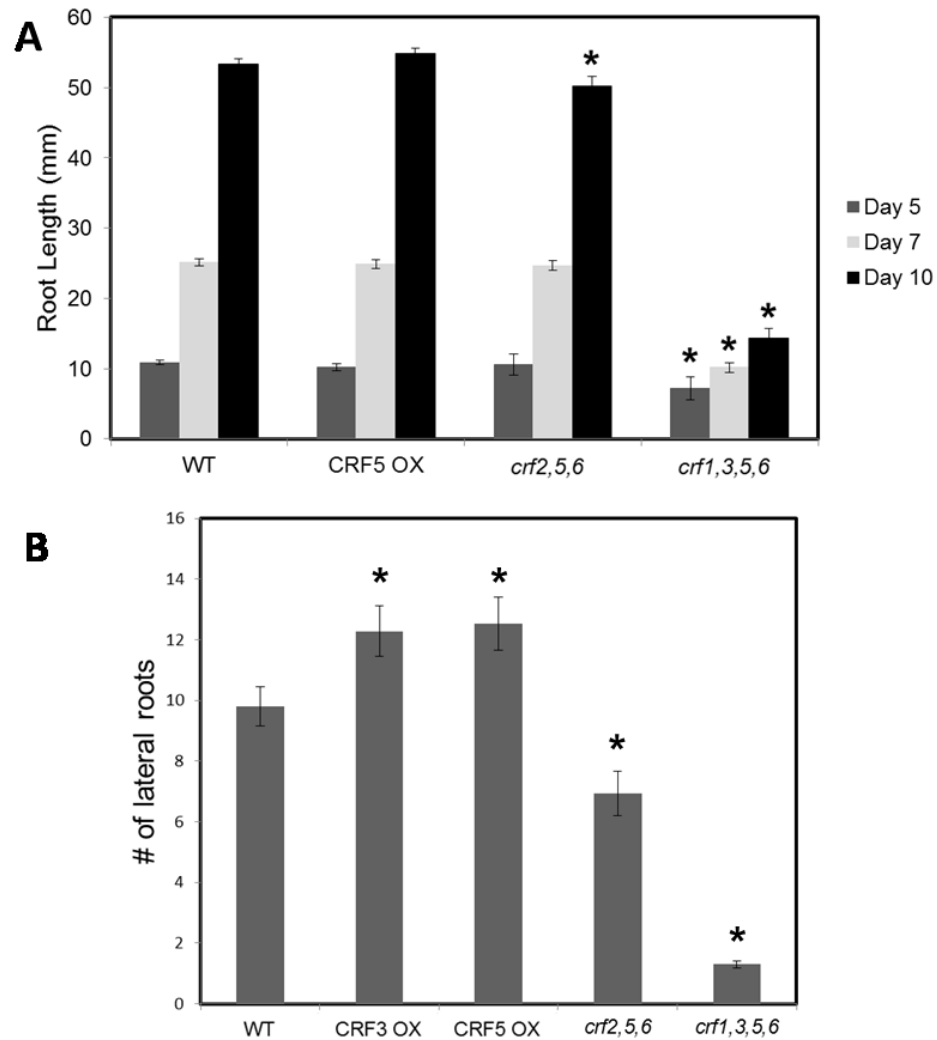 A
60
50
40
30
20
10
0
Root Length (mm)
*
* * *
WT CRF5 OX crf2,5,6 crf1,3,5,6
Day 5
Day 7
Day 10
B
16
14
12
10
8
6
4
2
0
# of lateral roots
* *
*
*
WT CRF3 OX CRF5 OX crf2,5,6 crf1,3,5,6